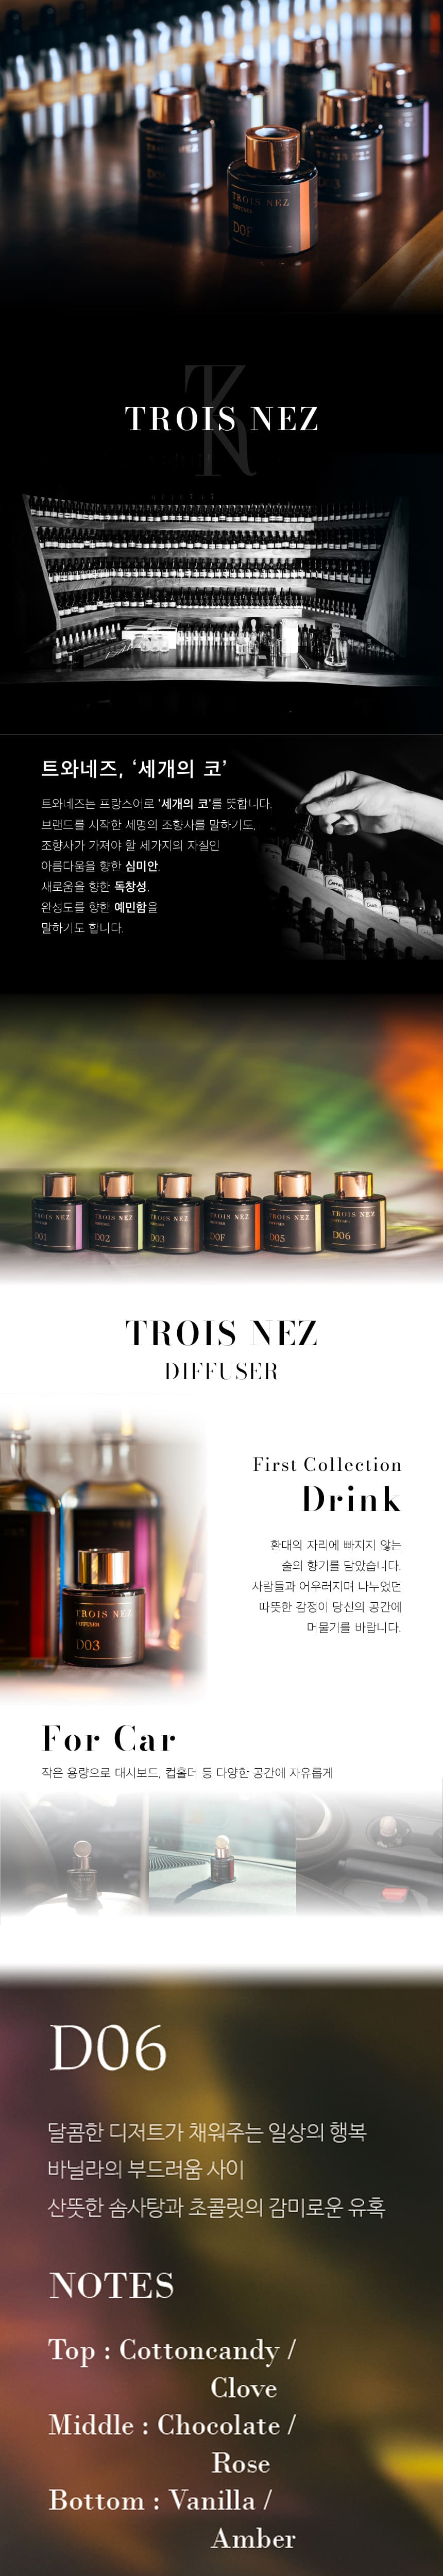 TROIS NEZ
DIFFUSER
D0F
TROIS NEZ
트와네즈, ‘세개의 코’
트와네즈는 프랑스어로 '세개의 코'를 뜻합니다.
브랜드를 시작한 세명의 조향사를 말하기도,
조향사가 가져야 할 세가지의 자질인
아름다움을 향한 심미안,
새로움을 향한 독창성,
완성도를 향한 예민함을
말하기도 합니다.
TROIS NEZ
D01
TROIS NEZ
D02
TROIS NEZ
D03
TROIS NEZ
D0F
TROIS NEZ
D05
TROIS NEZ
D06
TROIS NEZ
DIFFUSER
First Collection
Drink
환대의 자리에 빠지지 않는
술의 향기를 담았습니다.
사람들과 어우러지며 나누었던
따뜻한 감정이 당신의 공간에
머물기를 바랍니다.
TROIS NEZ
DIFFUSER
D03
For Car
작은 용량으로 대시보드, 컵홀더 등 다양한 공간에 자유롭게
D06
달콤한 디저트가 채워주는 일상의 행복
바닐라의 부드러움 사이
산뜻한 솜사탕과 초콜릿의 감미로운 유혹
NOTES
Top : Cottoncandy /
Clove
Middle : Chocolate /
Rose
Bottom : Vanilla /
Amber